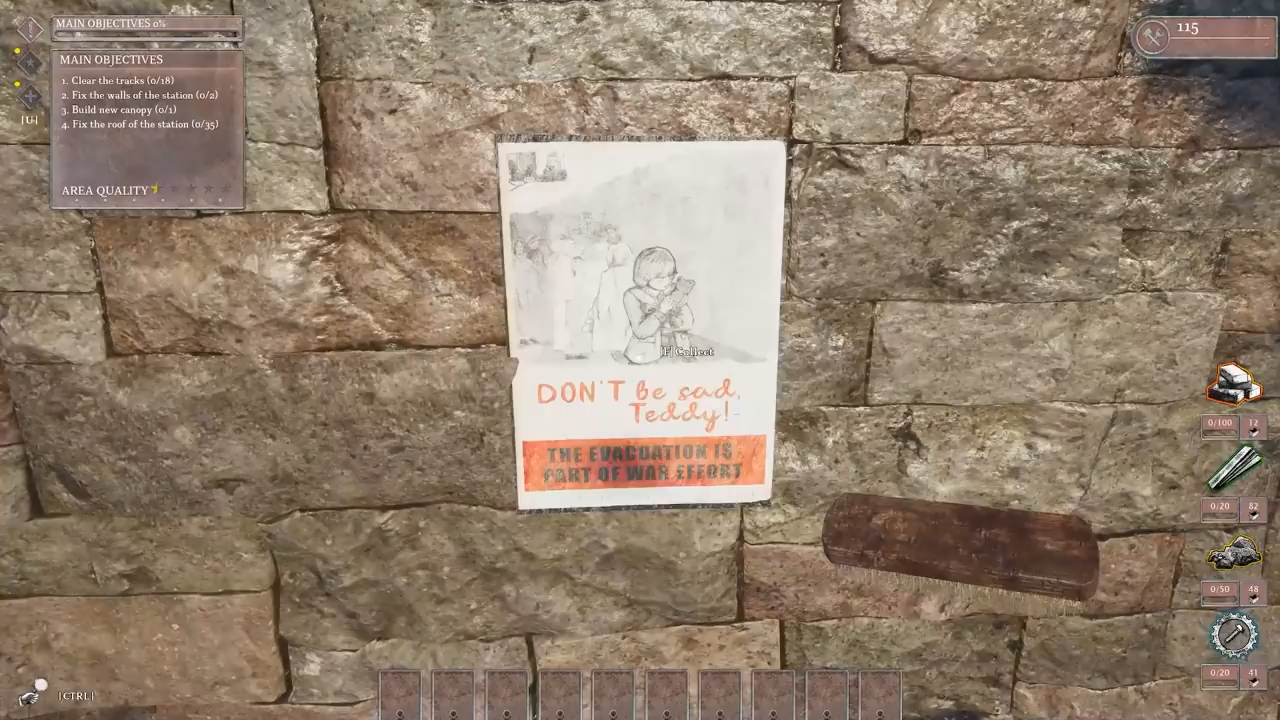 MAIN OBJECTIVES 0%
MAIN OBJECTIVES
1. Clear the tracks (0/18)
2. Fix the walls of the station (0/2)
3. Build new canopy (0/1)
4. Fix the roof of the station (0/35)
|U|
AREA QUALITY
115
[F] Collect
DON'T be sad,
Teddy!
THE EVACUATION IS
PART OF WAR EFFORT
0/100 12
0/20 82
0/50 48
0/20 41
|CTRL|